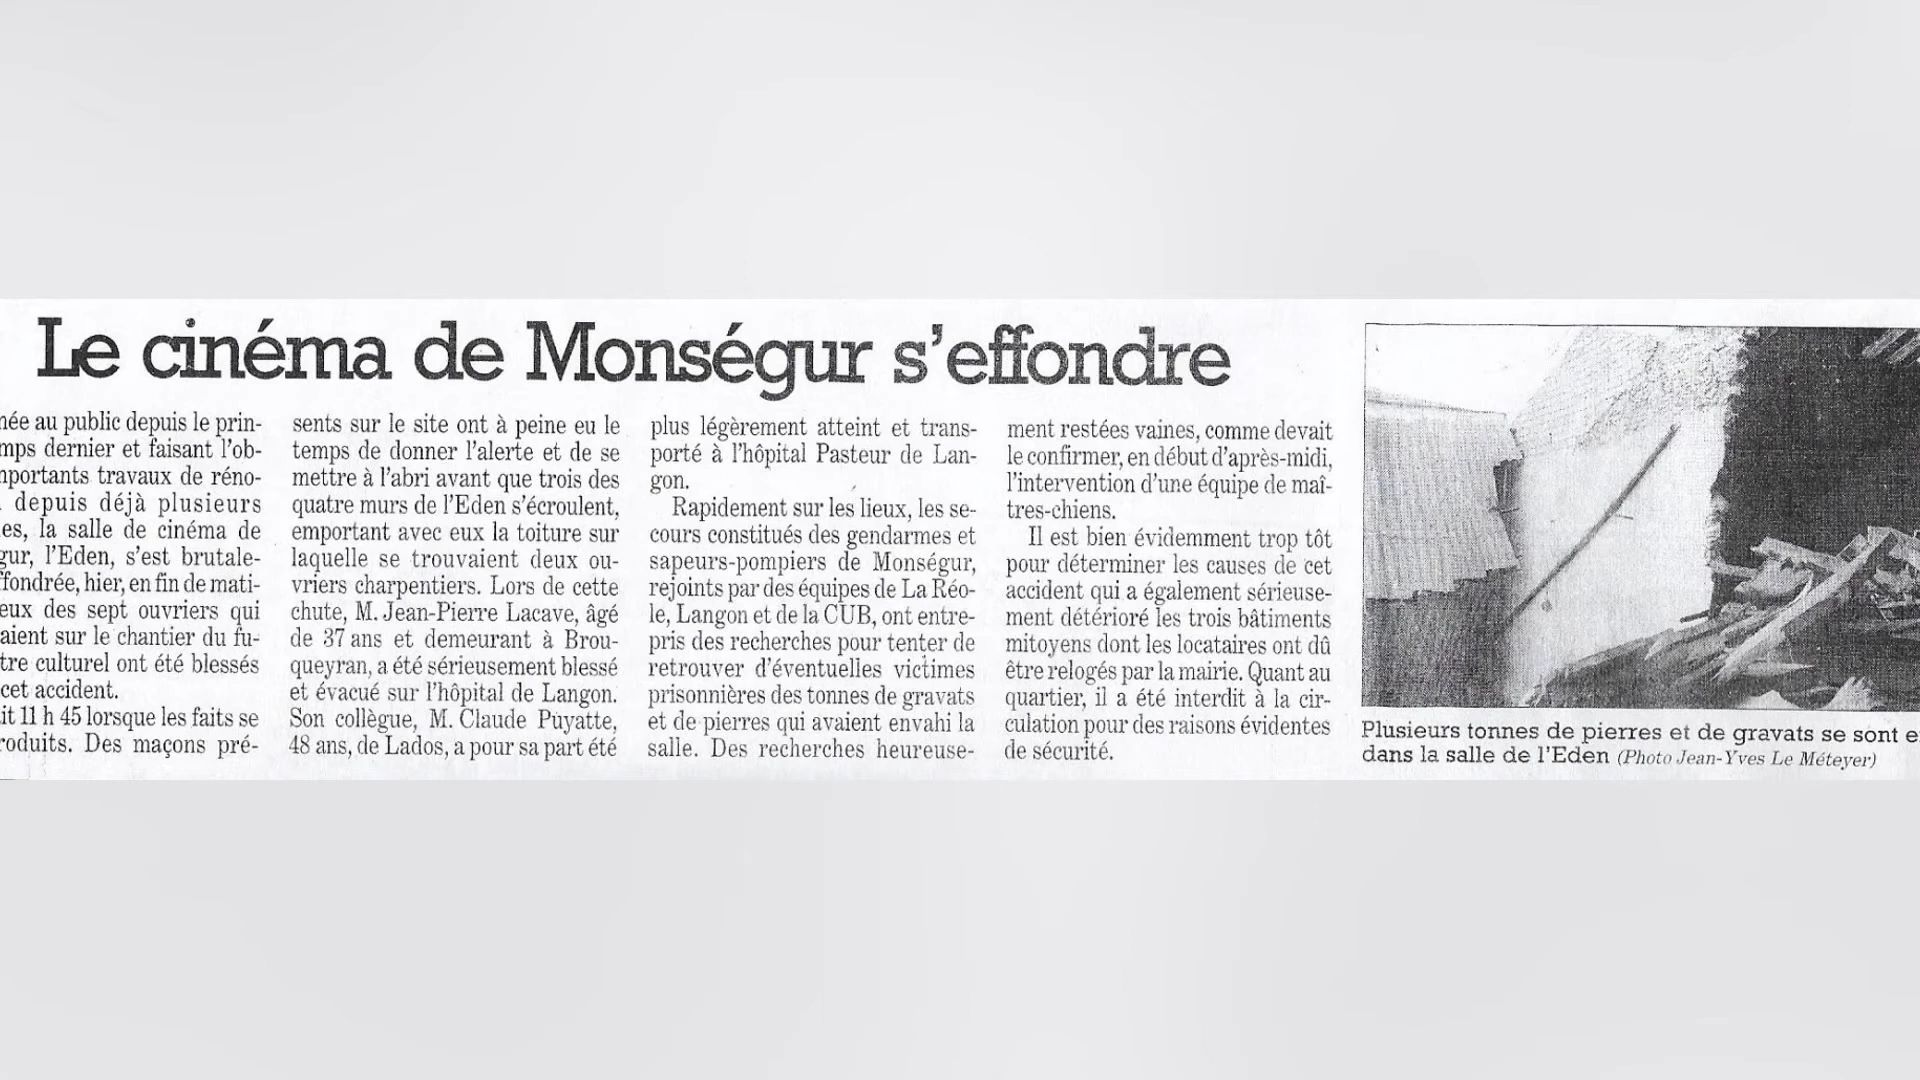 Le cinéma de Monségur s'effondre
née au public depuis le prin-
mps dernier et faisant l'ob-
mportants travaux de réno-
depuis déjà plusieurs
es, la salle de cinéma de
gur, l'Eden, s'est brutale-
ffondrée, hier, en fin de mati-
eux des sept ouvriers qui
aient sur le chantier du fu-
tre culturel ont été blessés
cet accident.
it 11 h 45 lorsque les faits se
roduits. Des maçons pré-
sents sur le site ont à peine eu le
temps de donner l'alerte et de se
mettre à l'abri avant que trois des
quatre murs de l'Eden s'écroulent,
emportant avec eux la toiture sur
laquelle se trouvaient deux ou-
vriers charpentiers. Lors de cette
chute, M. Jean-Pierre Lacave, âgé
de 37 ans et demeurant à Brou-
queyran, a été sérieusement blessé
et évacué sur l'hôpital de Langon.
Son collègue, M. Claude Puyatte,
48 ans, de Lados, a pour sa part été
plus légèrement atteint et trans-
porté à l'hôpital Pasteur de Lan-
gon.
Rapidement sur les lieux, les se-
cours constitués des gendarmes et
sapeurs-pompiers de Monségur,
rejoints par des équipes de La Réo-
le, Langon et de la CUB, ont entre-
pris des recherches pour tenter de
retrouver d'éventuelles victimes
prisonnières des tonnes de gravats
et de pierres qui avaient envahi la
salle. Des recherches heureuse-
ment restées vaines, comme devait
le confirmer, en début d'après-midi,
l'intervention d'une équipe de maî-
tres-chiens.
Il est bien évidemment trop tôt
pour déterminer les causes de cet
accident qui a également sérieuse-
ment détérioré les trois bâtiments
mitoyens dont les locataires ont dû
être relogés par la mairie. Quant au
quartier, il a été interdit à la cir-
culation pour des raisons évidentes
de sécurité.
Plusieurs tonnes de pierres et de gravats se sont e
dans la salle de l'Eden (Photo Jean-Yves Le Méteyer)